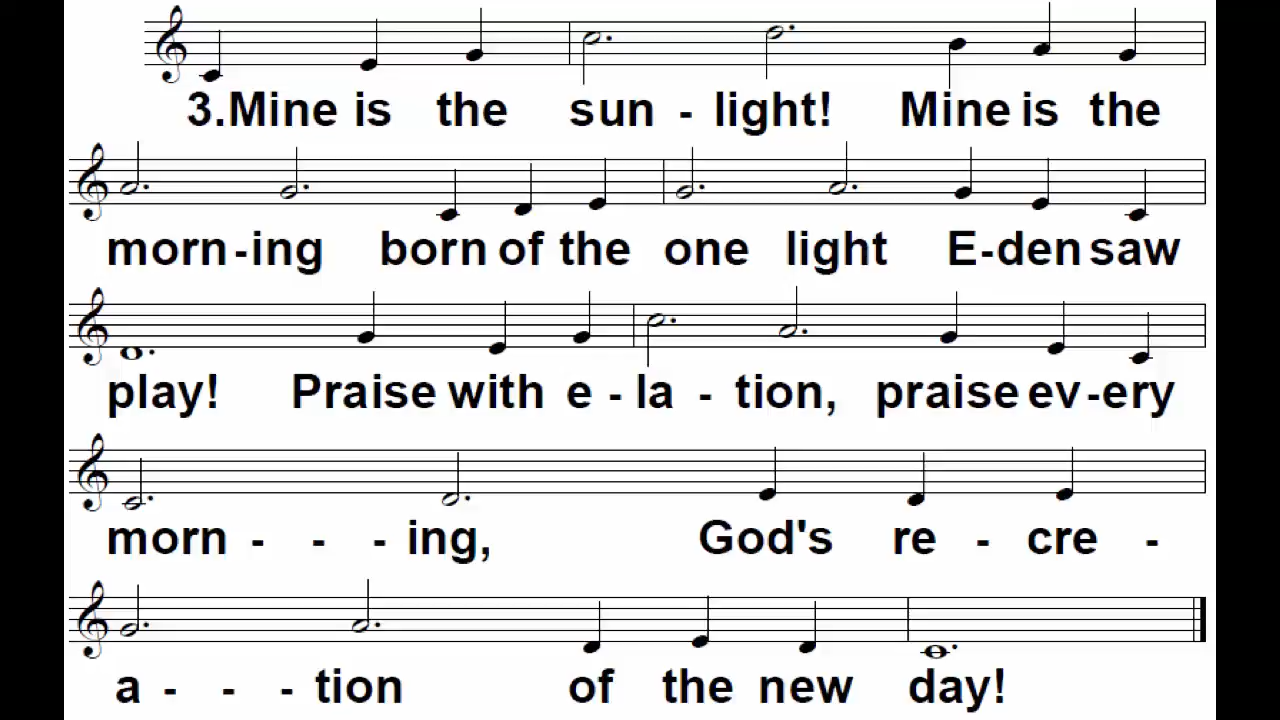 3.Mine is the sun - light! Mine is the
morn-ing born of the one light E-den saw
play! Praise with e - la - tion, praise ev-ery
morn - - - ing, God's re - cre -
a - - - tion of the new day!